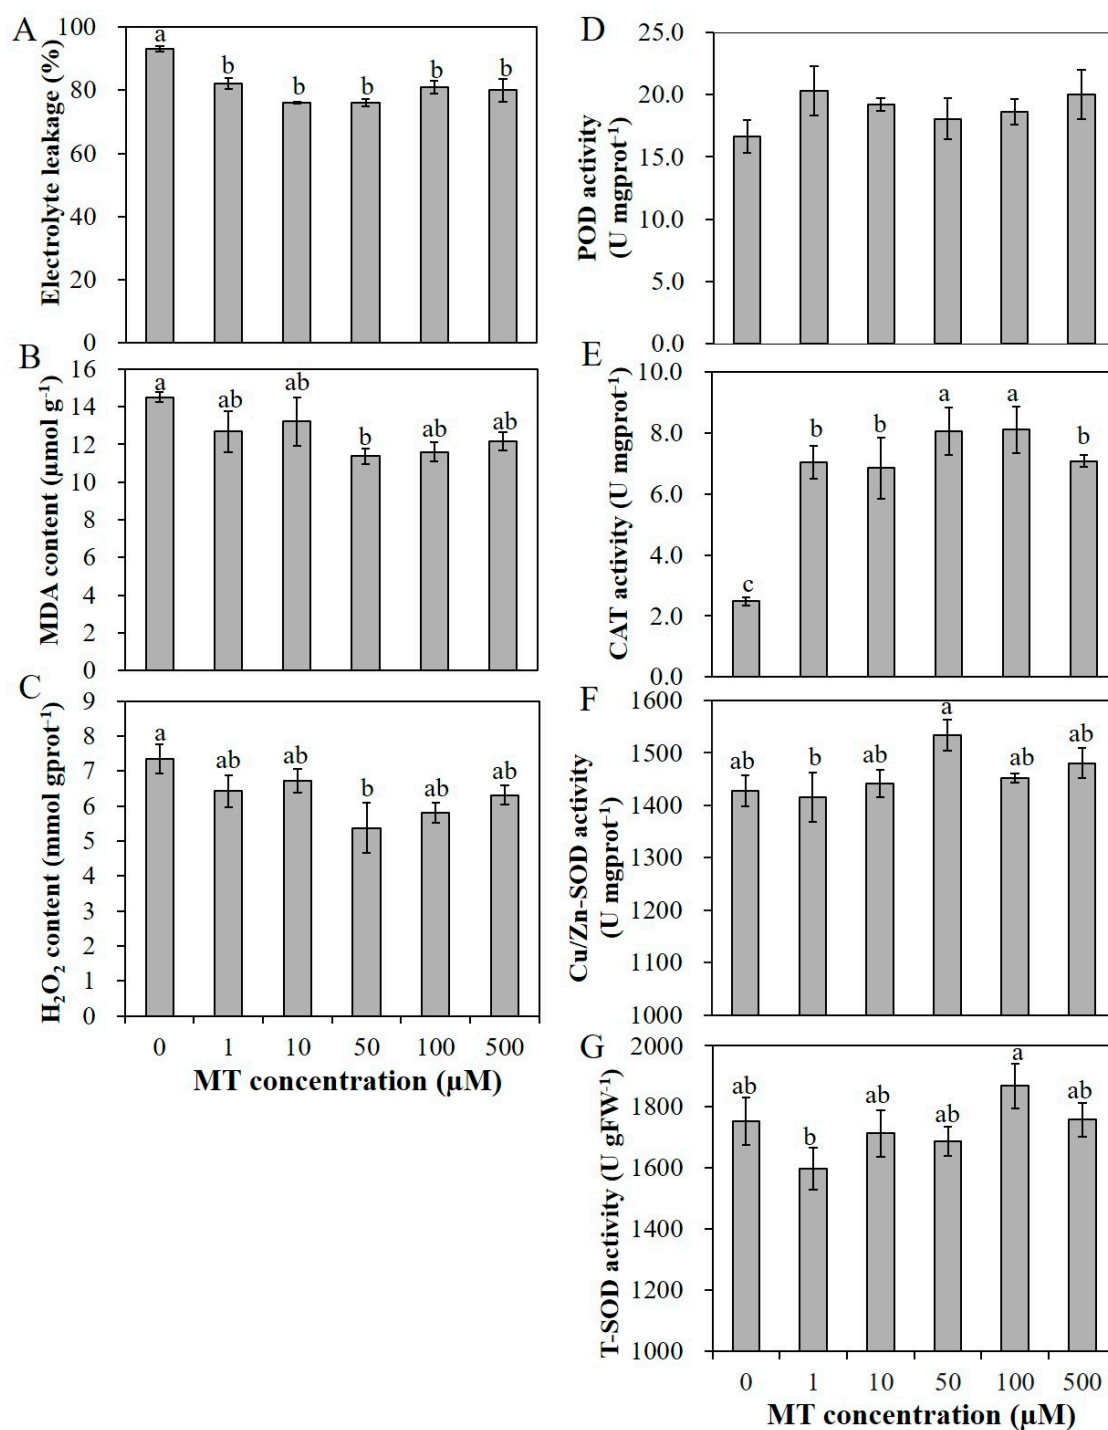 A
Electrolyte leakage (%)
100
80
60
40
20
0
a
b
b
b
b
b
B
MDA content (µmol g⁻¹)
16
14
12
10
8
6
4
2
0
a
ab
ab
b
ab
ab
C
H₂O₂ content (mmol gprot⁻¹)
9
8
7
6
5
4
3
2
1
0
a
ab
ab
b
ab
ab
0 1 10 50 100 500
MT concentration (µM)
D
POD activity
(U mgprot⁻¹)
25.0
20.0
15.0
10.0
5.0
0.0
E
CAT activity (U mgprot⁻¹)
10.0
8.0
6.0
4.0
2.0
0.0
c
b
b
a
a
b
F
Cu/Zn-SOD activity
(U mgprot⁻¹)
1600
1500
1400
1300
1200
1100
1000
ab
b
ab
a
ab
ab
G
T-SOD activity (U gFW⁻¹)
2000
1800
1600
1400
1200
1000
ab
b
ab
ab
a
ab
0 1 10 50 100 500
MT concentration (µM)